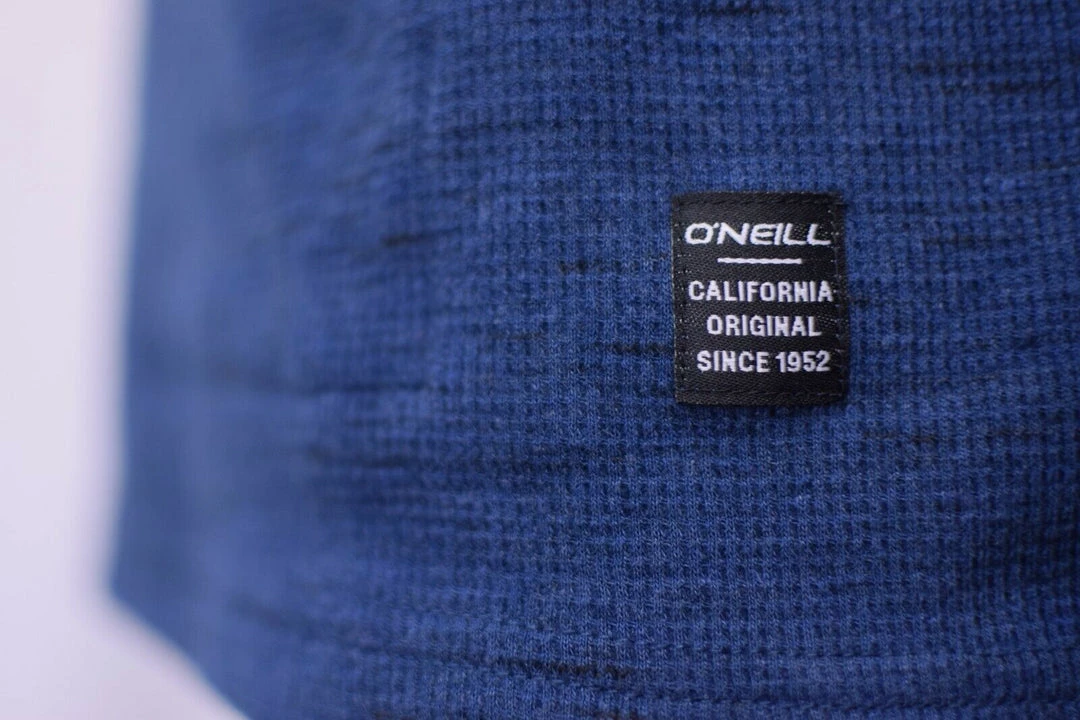 O'NEILL
CALIFORNIA
ORIGINAL
SINCE 1952